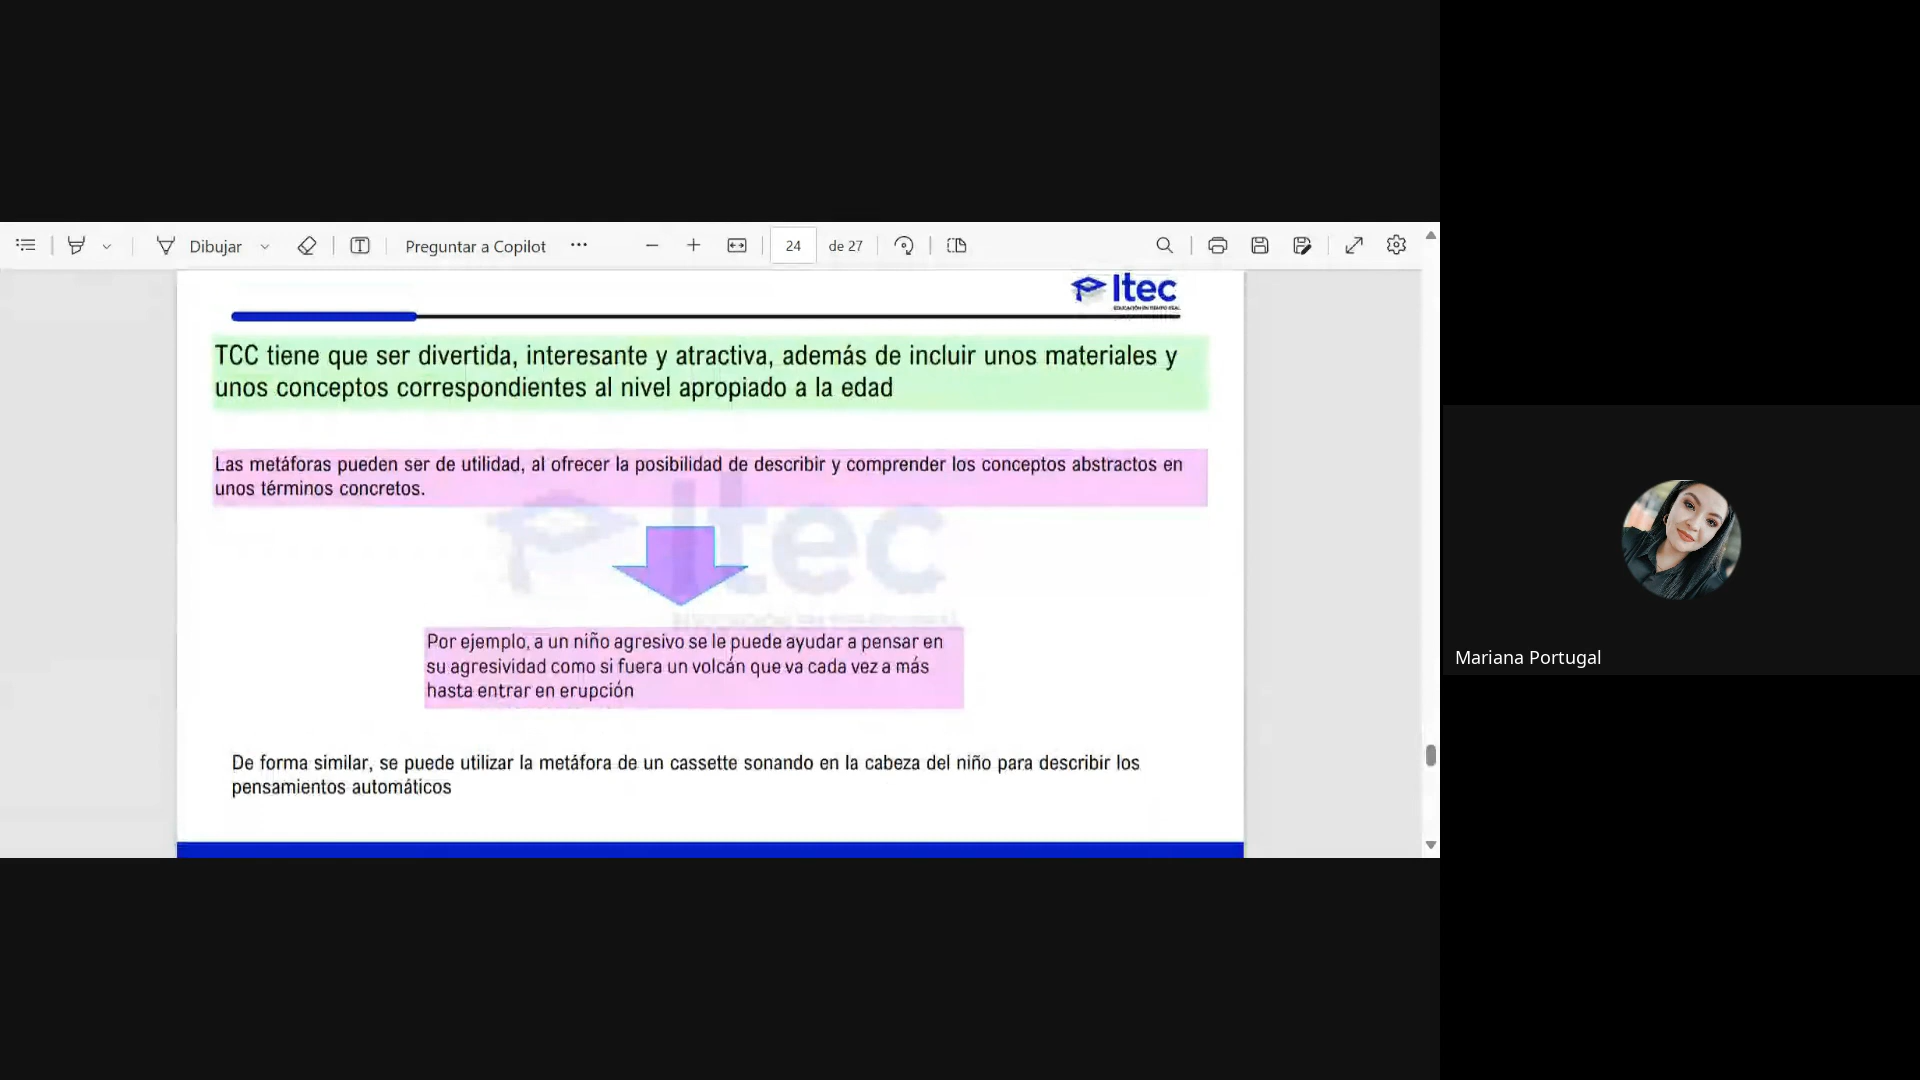 Dibujar
Preguntar a Copilot
24
de 27
Itec
EDUCACIÓN EN TIEMPO REAL
TCC tiene que ser divertida, interesante y atractiva, además de incluir unos materiales y
unos conceptos correspondientes al nivel apropiado a la edad
Las metáforas pueden ser de utilidad, al ofrecer la posibilidad de describir y comprender los conceptos abstractos en
unos términos concretos.
Itec
Por ejemplo, a un niño agresivo se le puede ayudar a pensar en
su agresividad como si fuera un volcán que va cada vez a más
hasta entrar en erupción
De forma similar, se puede utilizar la metáfora de un cassette sonando en la cabeza del niño para describir los
pensamientos automáticos
Mariana Portugal